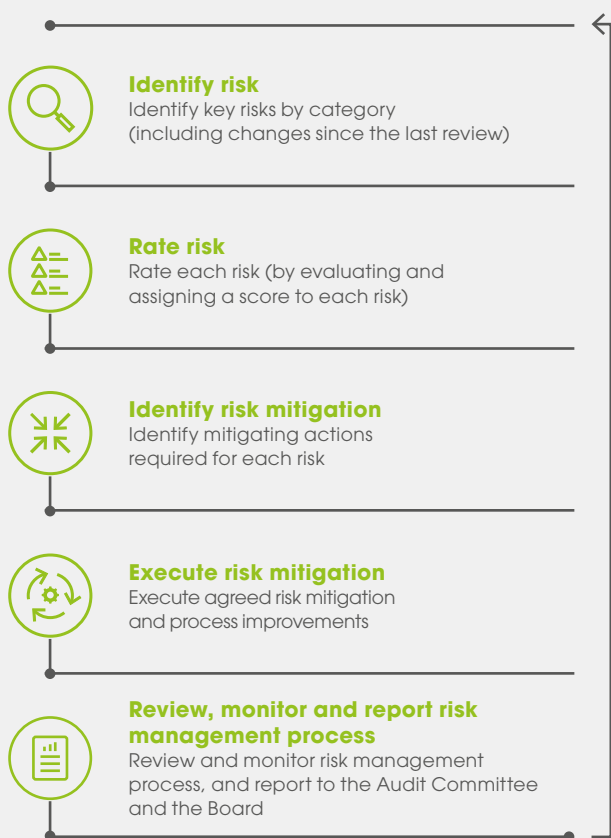 Identify risk
Identify key risks by category
(including changes since the last review)
Rate risk
Rate each risk (by evaluating and
assigning a score to each risk)
Identify risk mitigation
Identify mitigating actions
required for each risk
Execute risk mitigation
Execute agreed risk mitigation
and process improvements
Review, monitor and report risk
management process
Review and monitor risk management
process, and report to the Audit Committee
and the Board